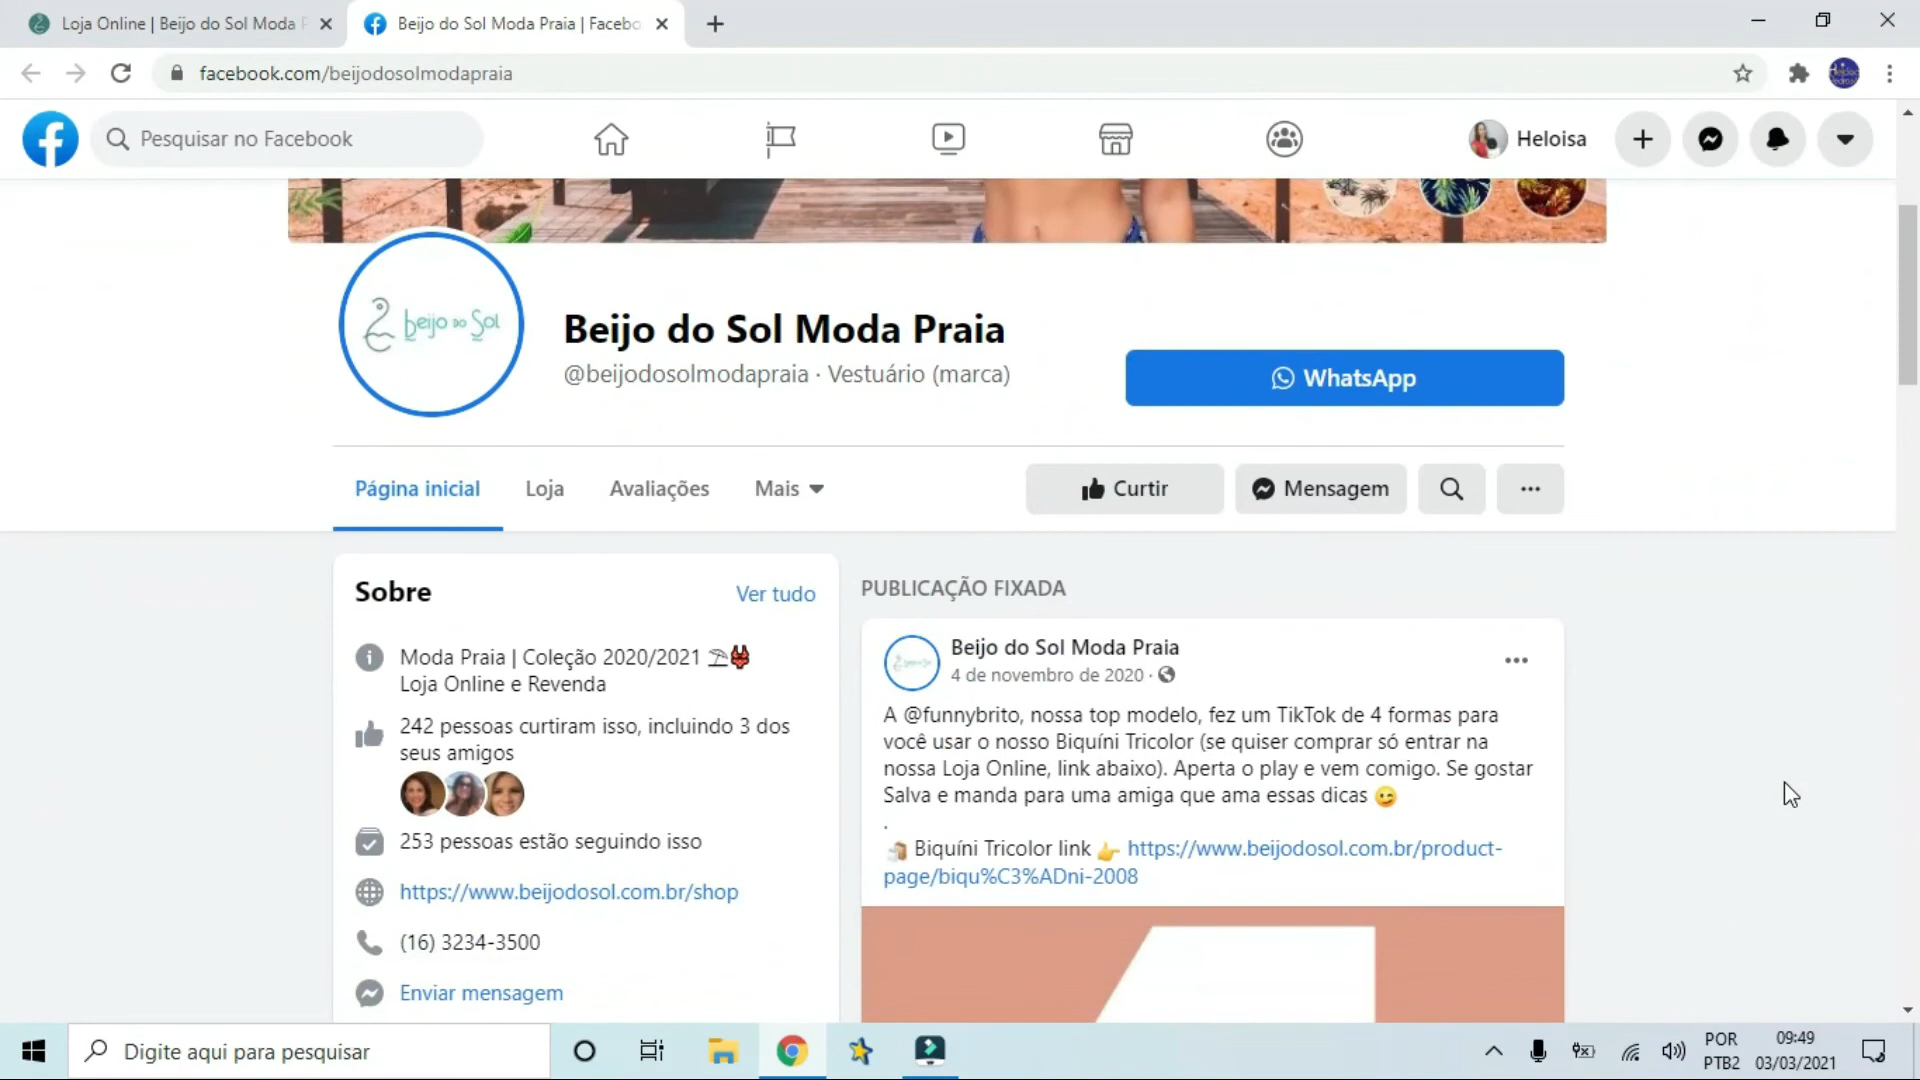 Loja Online | Beijo do Sol Moda P
Beijo do Sol Moda Praia | Facebo
facebook.com/beijodosolmodapraia
Pesquisar no Facebook
Heloisa
beijo DO Sol
Beijo do Sol Moda Praia
@beijodosolmodapraia · Vestuário (marca)
WhatsApp
Página inicial
Loja
Avaliações
Mais
Curtir
Mensagem
Sobre
Ver tudo
Moda Praia | Coleção 2020/2021 ⛱👙
Loja Online e Revenda
242 pessoas curtiram isso, incluindo 3 dos
seus amigos
253 pessoas estão seguindo isso
https://www.beijodosol.com.br/shop
(16) 3234-3500
Enviar mensagem
PUBLICAÇÃO FIXADA
Beijo do Sol Moda Praia
4 de novembro de 2020 ·
A @funnybrito, nossa top modelo, fez um TikTok de 4 formas para
você usar o nosso Biquíni Tricolor (se quiser comprar só entrar na
nossa Loja Online, link abaixo). Aperta o play e vem comigo. Se gostar
Salva e manda para uma amiga que ama essas dicas 😉
.
🛍 Biquíni Tricolor link 👉 https://www.beijodosol.com.br/product-
page/biqu%C3%ADni-2008
Digite aqui para pesquisar
POR
PTB2
09:49
03/03/2021